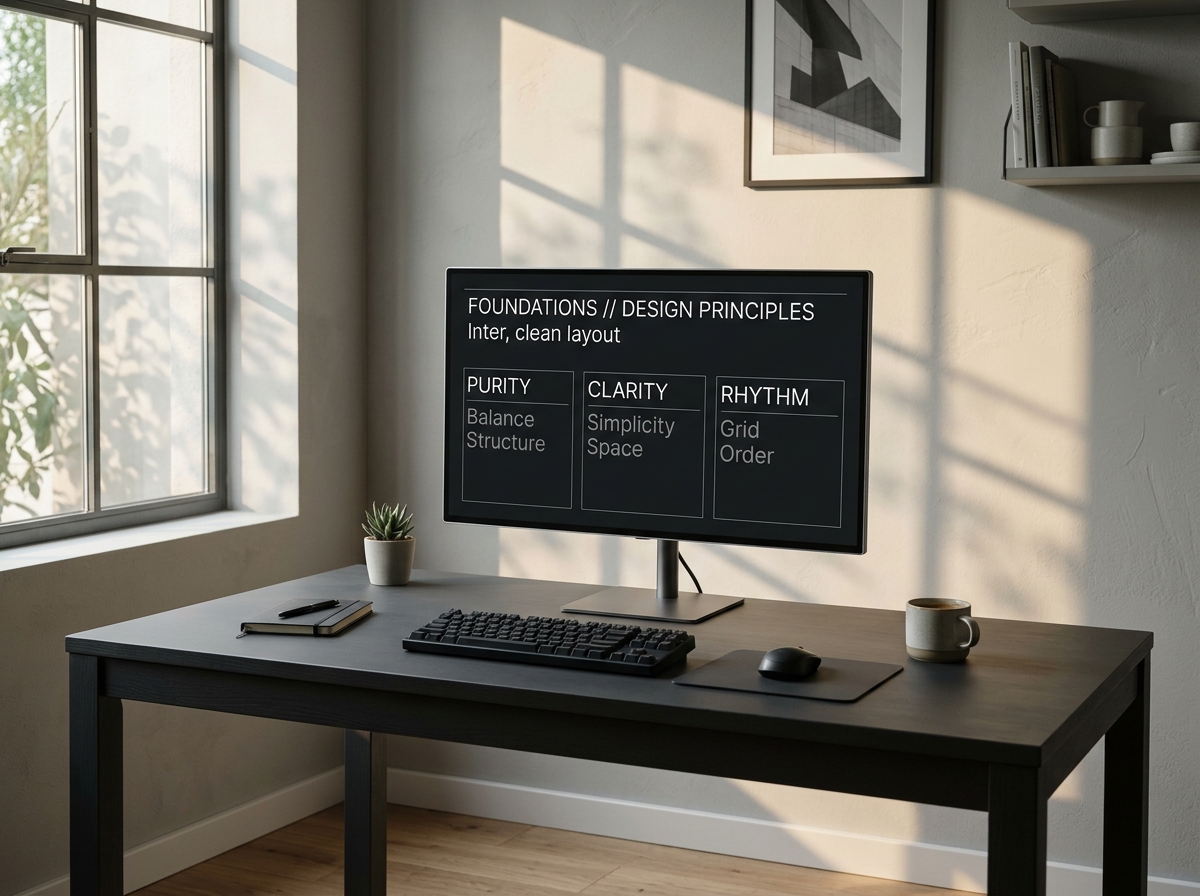 FOUNDATIONS // DESIGN PRINCIPLES
Inter, clean layout
PURITY
Balance
Structure
CLARITY
Simplicity
Space
RHYTHM
Grid
Order